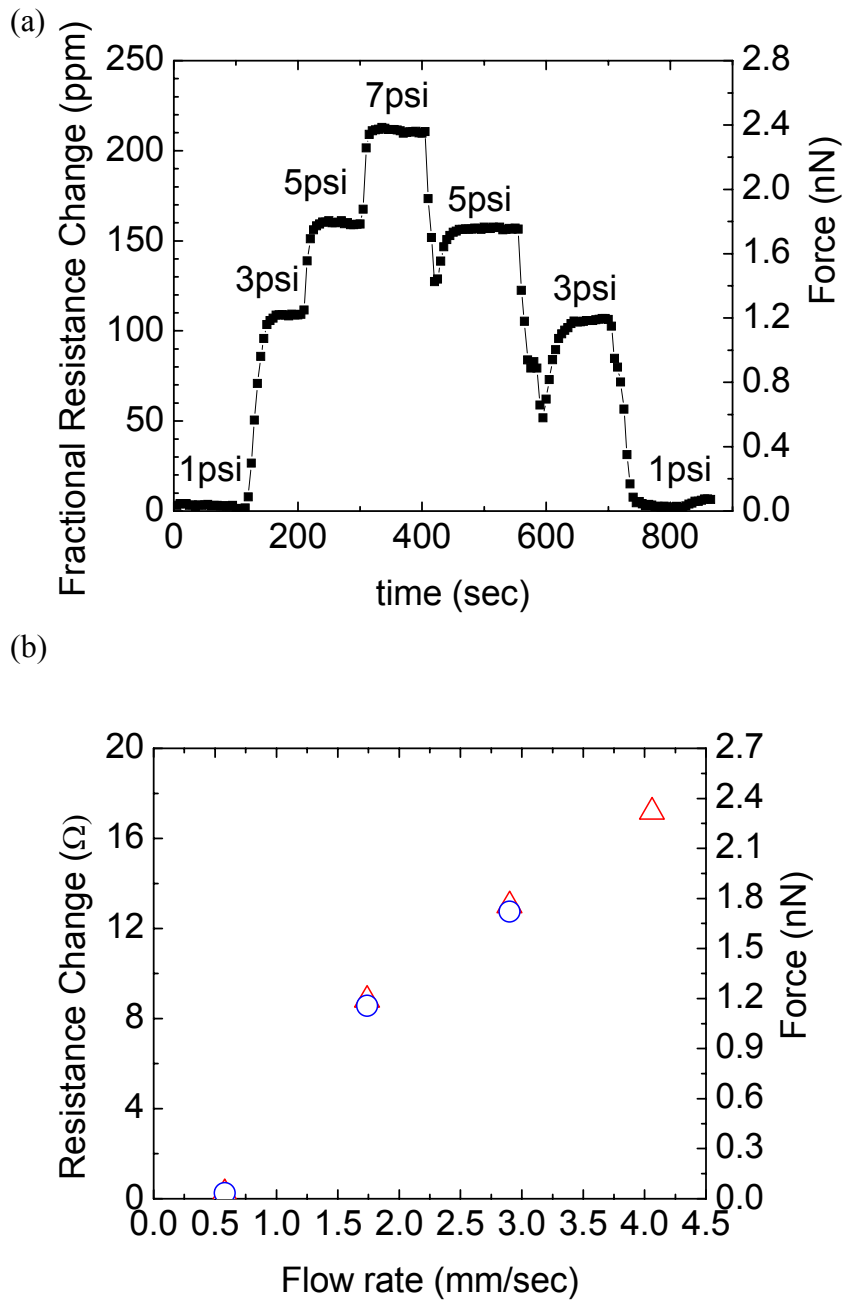 (a)
Fractional Resistance Change (ppm)
250
200
150
100
50
0
2.8
2.4
2.0
1.6
1.2
0.8
0.4
0.0
Force (nN)
7psi
5psi
5psi
3psi
3psi
1psi
1psi
0 200 400 600 800
time (sec)
(b)
Resistance Change (Ω)
20
16
12
8
4
0
2.7
2.4
2.1
1.8
1.5
1.2
0.9
0.6
0.3
0.0
Force (nN)
0.0 0.5 1.0 1.5 2.0 2.5 3.0 3.5 4.0 4.5
Flow rate (mm/sec)